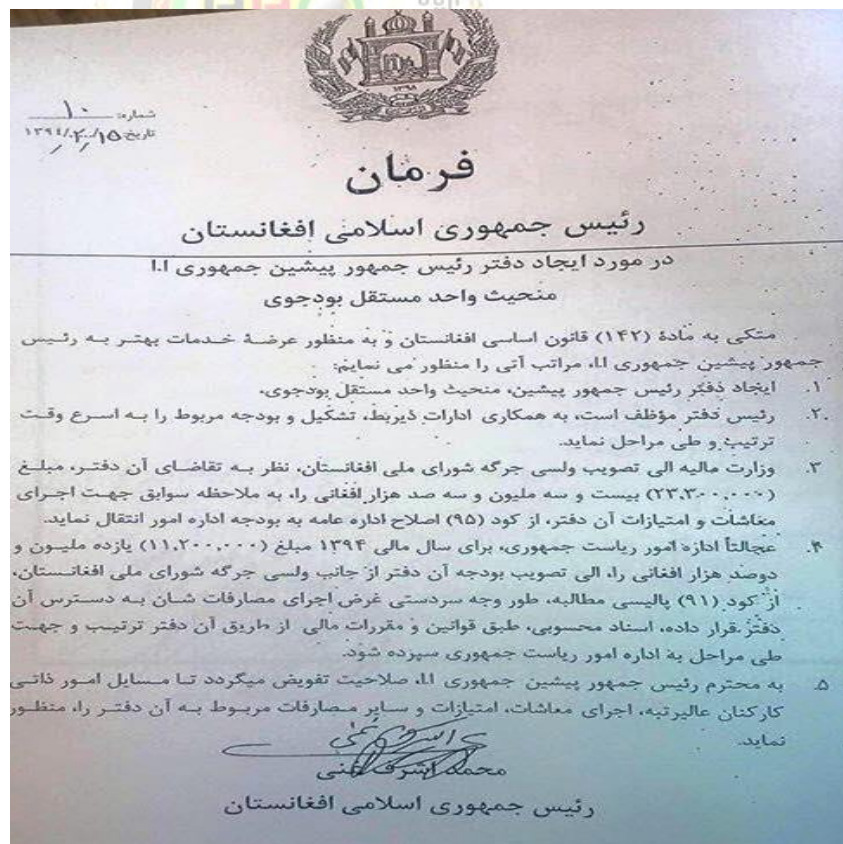 شماره: ۱۰
تاریخ ۱۳۹۴/۲/۱۵
فرمان
رئیس جمهوری اسلامی افغانستان
در مورد ایجاد دفتر رئیس جمهور پیشین جمهوری ا.ا
منحیث واحد مستقل بودجوی
متکی به مادهٔ (۱۴۲) قانون اساسی افغانستان و به منظور عرضهٔ خدمات بهتر به رئیس
جمهور پیشین جمهوری ا.ا، مراتب آتی را منظور می نمایم:
۱. ایجاد دفتر رئیس جمهور پیشین، منحیث واحد مستقل بودجوی.
۲. رئیس دفتر مؤظف است، به همکاری ادارات ذیربط، تشکیل و بودجه مربوط را به اسرع وقت
ترتیب و طی مراحل نماید.
۳. وزارت مالیه الی تصویب ولسی جرگه شورای ملی افغانستان، نظر به تقاضای آن دفتر، مبلغ
(۲۳,۳۰۰,۰۰۰) بیست و سه ملیون و سه صد هزار افغانی را، به ملاحظه سوابق جهت اجرای
معاشات و امتیازات آن دفتر، از کود (۹۵) اصلاح اداره عامه به بودجه اداره امور انتقال نماید.
۴. عجالتاً اداره امور ریاست جمهوری، برای سال مالی ۱۳۹۴ مبلغ (۱۱,۲۰۰,۰۰۰) یازده ملیون و
دوصد هزار افغانی را، الی تصویب بودجه آن دفتر از جانب ولسی جرگه شورای ملی افغانستان،
از کود (۹۱) پالیسی مطالبه، طور وجه سردستی غرض اجرای مصارفات شان به دسترس آن
دفتر قرار داده، اسناد محسوبی، طبق قوانین و مقررات مالی از طریق آن دفتر ترتیب و جهت
طی مراحل به اداره امور ریاست جمهوری سپرده شود.
۵. به محترم رئیس جمهور پیشین جمهوری ا.ا، صلاحیت تفویض میگردد تا مسایل امور ذاتی
کارکنان عالیرتبه، اجرای معاشات، امتیازات و سایر مصارفات مربوط به آن دفتر را، منظور
نماید.
محمد اشرف غنی
رئیس جمهوری اسلامی افغانستان